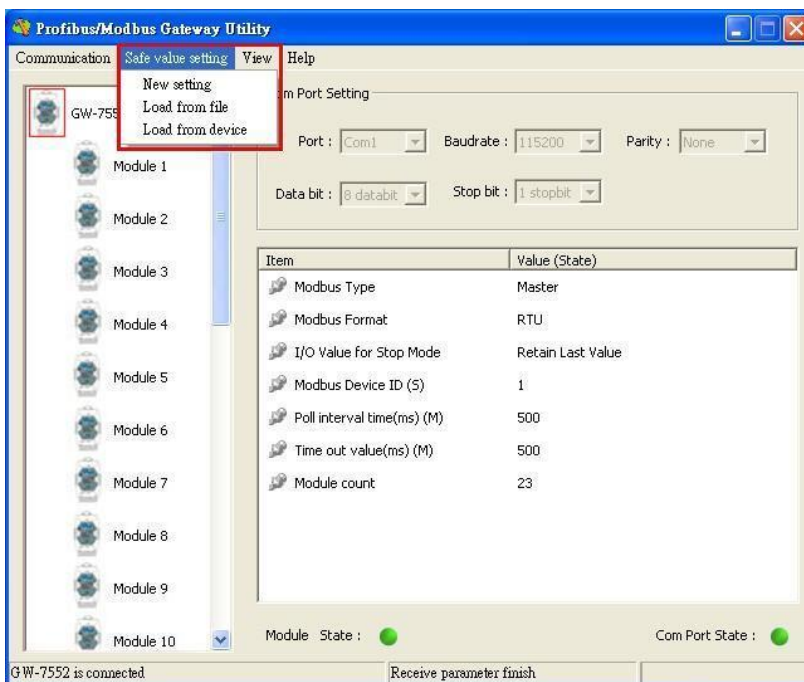 Profibus/Modbus Gateway Utility
Communication Safe value setting View Help
New setting
Load from file
Load from device
GW-755
m Port Setting
Port : Com1 Baudrate : 115200 Parity : None
Data bit : 8 databit Stop bit : 1 stopbit
Module 1
Module 2
Module 3
Module 4
Module 5
Module 6
Module 7
Module 8
Module 9
Module 10
Item Value (State)
Modbus Type Master
Modbus Format RTU
I/O Value for Stop Mode Retain Last Value
Modbus Device ID (S) 1
Poll interval time(ms) (M) 500
Time out value(ms) (M) 500
Module count 23
Module State : Com Port State :
GW-7552 is connected Receive parameter finish